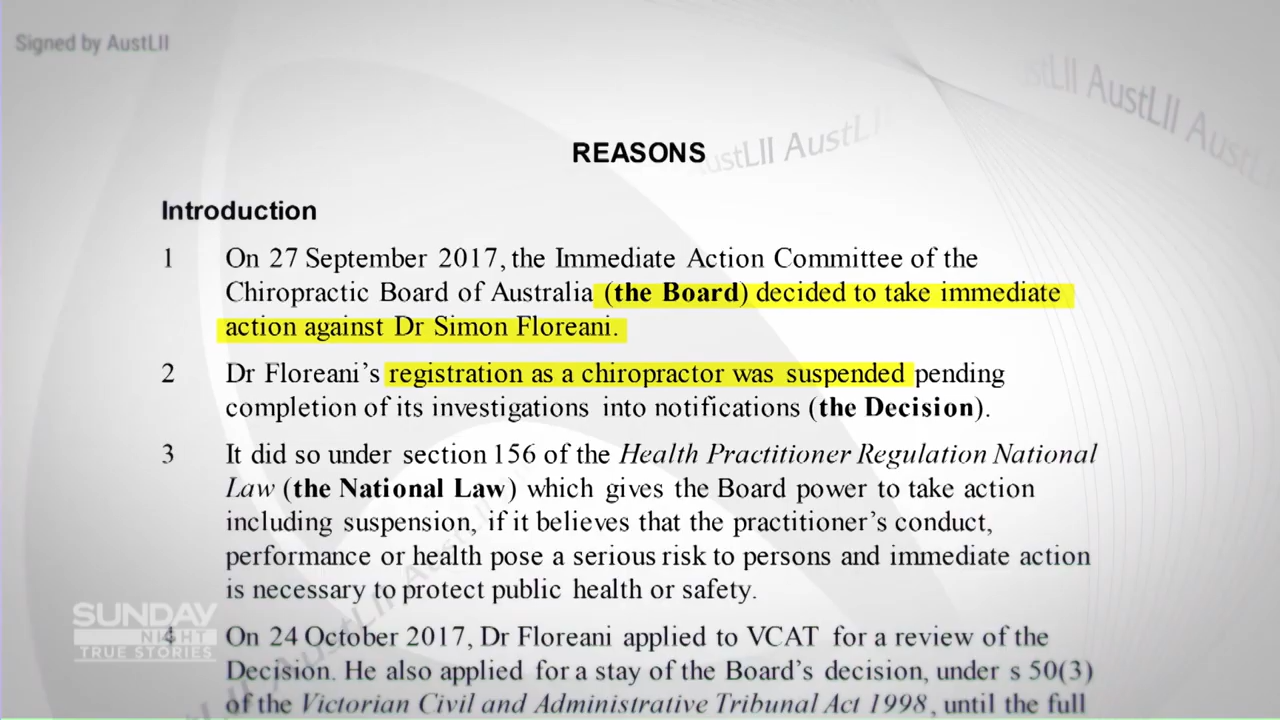 Signed by AustLII
AustLII AustLII
AustLII
REASONS
Introduction
1 On 27 September 2017, the Immediate Action Committee of the
Chiropractic Board of Australia (the Board) decided to take immediate
action against Dr Simon Floreani.
2 Dr Floreani’s registration as a chiropractor was suspended pending
completion of its investigations into notifications (the Decision).
3 It did so under section 156 of the Health Practitioner Regulation National
Law (the National Law) which gives the Board power to take action
including suspension, if it believes that the practitioner’s conduct,
performance or health pose a serious risk to persons and immediate action
is necessary to protect public health or safety.
4 On 24 October 2017, Dr Floreani applied to VCAT for a review of the
Decision. He also applied for a stay of the Board’s decision, under s 50(3)
of the Victorian Civil and Administrative Tribunal Act 1998, until the full
SUNDAY
NIGHT
TRUE STORIES